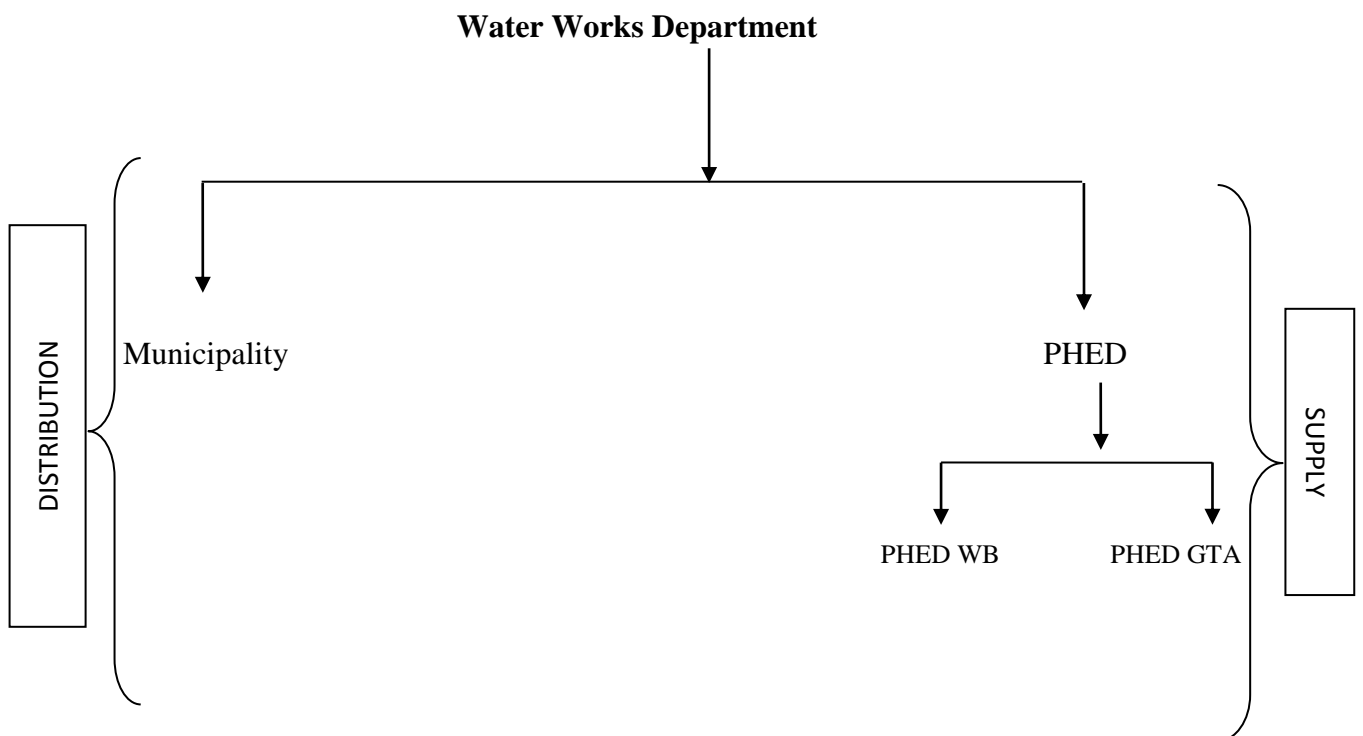 Water Works Department
DISTRIBUTION
Municipality
PHED
SUPPLY
PHED WB
PHED GTA